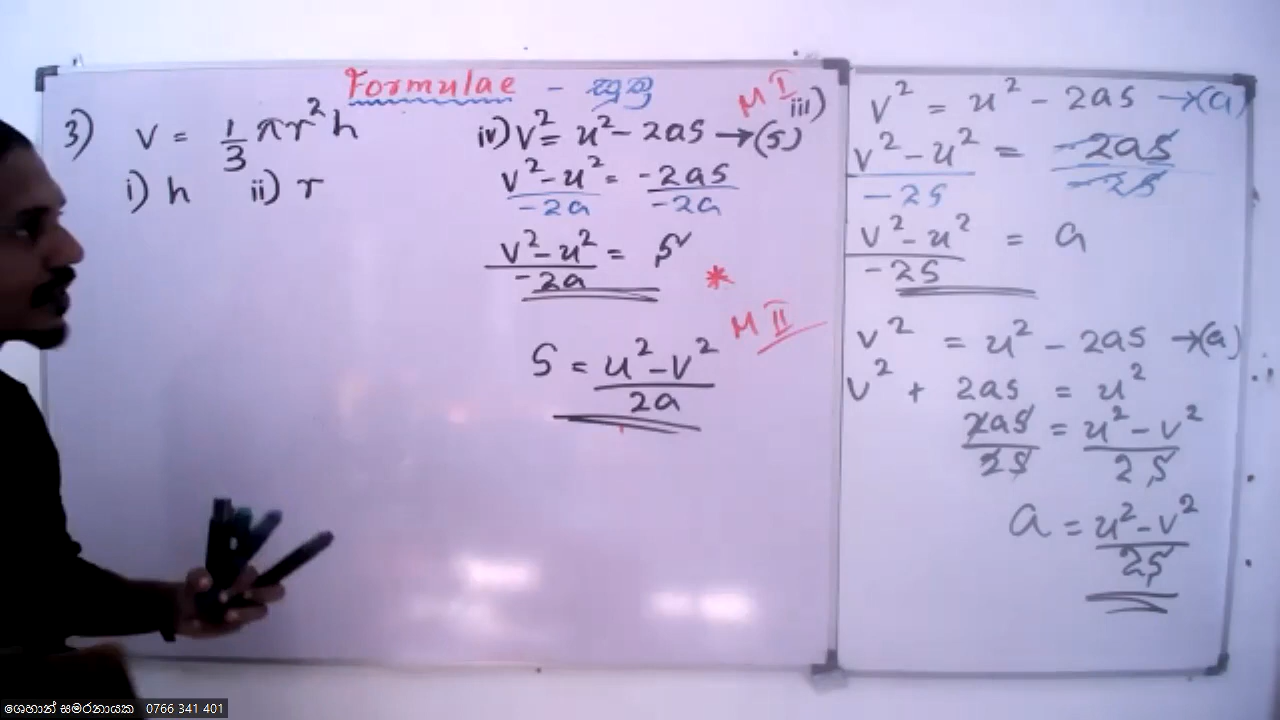 Formulae - සූත්‍ර
3) v = 1/3 πr²h
i) h ii) r
iv) v² = u² - 2as → (s)
(v² - u²)/(-2a) = (-2as)/(-2a)
(v² - u²)/(-2a) = s
*
M II
s = (u² - v²)/(2a)
M I
iii) v² = u² - 2as → (a)
(v² - u²)/(-2s) = (-2as)/(-2s)
(v² - u²)/(-2s) = a
v² = u² - 2as → (a)
v² + 2as = u²
(2as)/(2s) = (u² - v²)/(2s)
a = (u² - v²)/(2s)
ශෙහාන් සමරනායක 0766 341 401